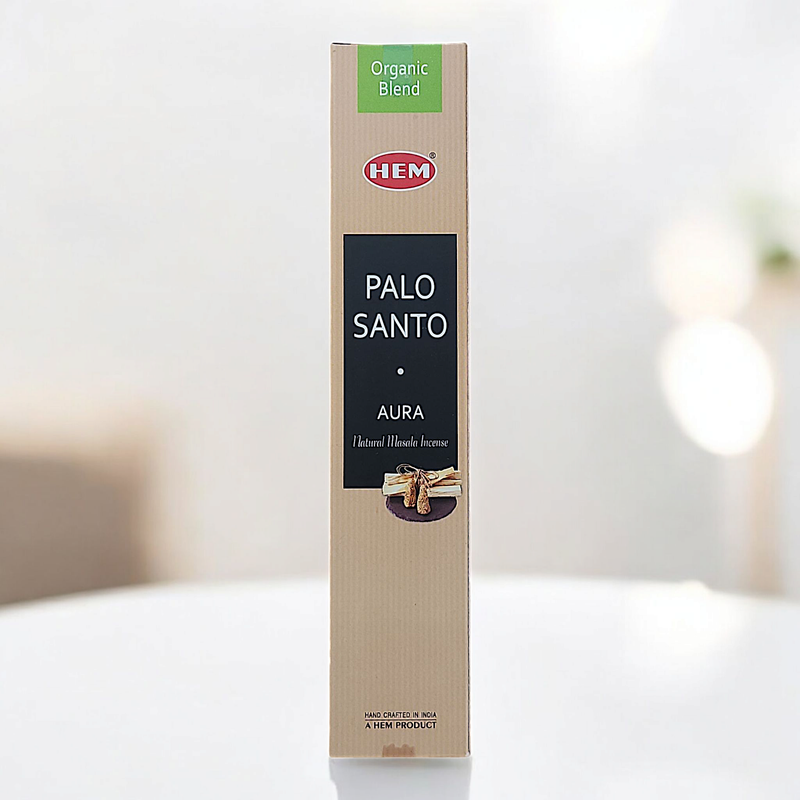 Organic
Blend
HEM®
PALO
SANTO
•
AURA
Natural Masala Incense
HAND CRAFTED IN INDIA
A HEM PRODUCT